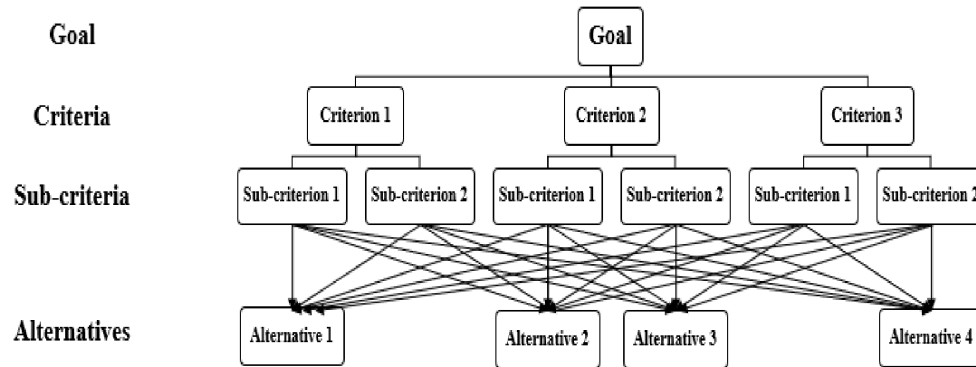 Goal
Goal
Criteria
Criterion 1
Criterion 2
Criterion 3
Sub-criteria
Sub-criterion 1
Sub-criterion 2
Sub-criterion 1
Sub-criterion 2
Sub-criterion 1
Sub-criterion 2
Alternatives
Alternative 1
Alternative 2
Alternative 3
Alternative 4